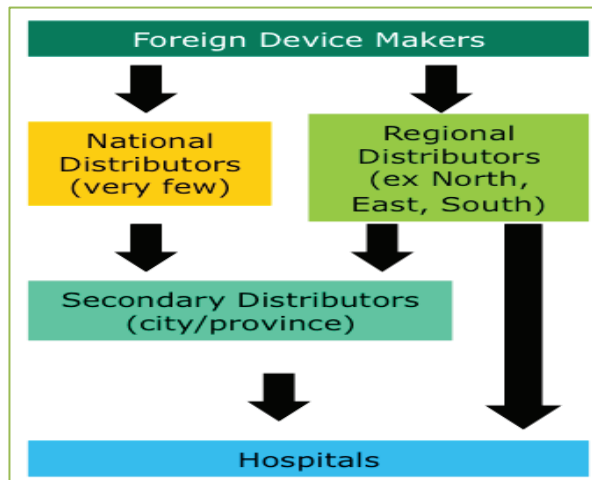 Foreign Device Makers
National
Distributors
(very few)
Regional
Distributors
(ex North,
East, South)
Secondary Distributors
(city/province)
Hospitals